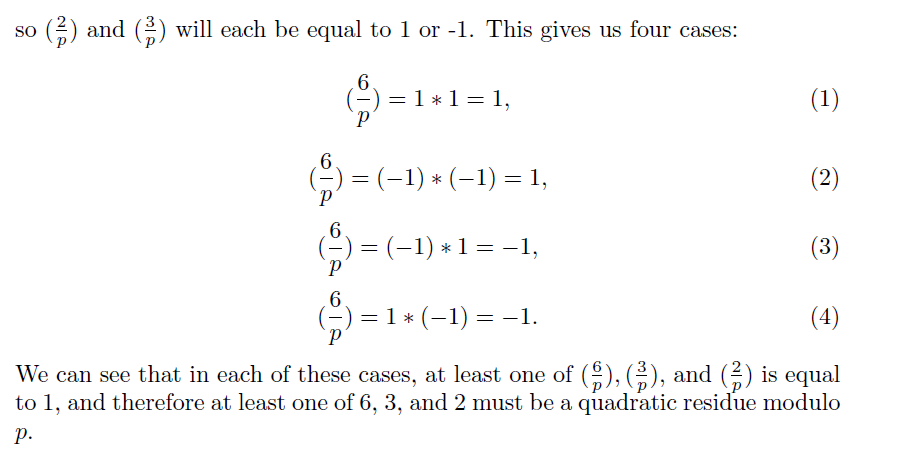 so (2/p) and (3/p) will each be equal to 1 or -1. This gives us four cases:
(6/p) = 1 ∗ 1 = 1, (1)
(6/p) = (−1) ∗ (−1) = 1, (2)
(6/p) = (−1) ∗ 1 = −1, (3)
(6/p) = 1 ∗ (−1) = −1. (4)
We can see that in each of these cases, at least one of (6/p), (3/p), and (2/p) is equal
to 1, and therefore at least one of 6, 3, and 2 must be a quadratic residue modulo
p.